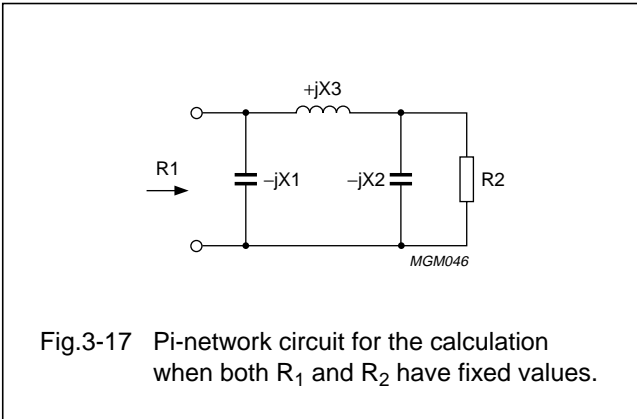 +jX3
R1
–jX1
–jX2
R2
MGM046
Fig.3-17 Pi-network circuit for the calculation
when both R₁ and R₂ have fixed values.